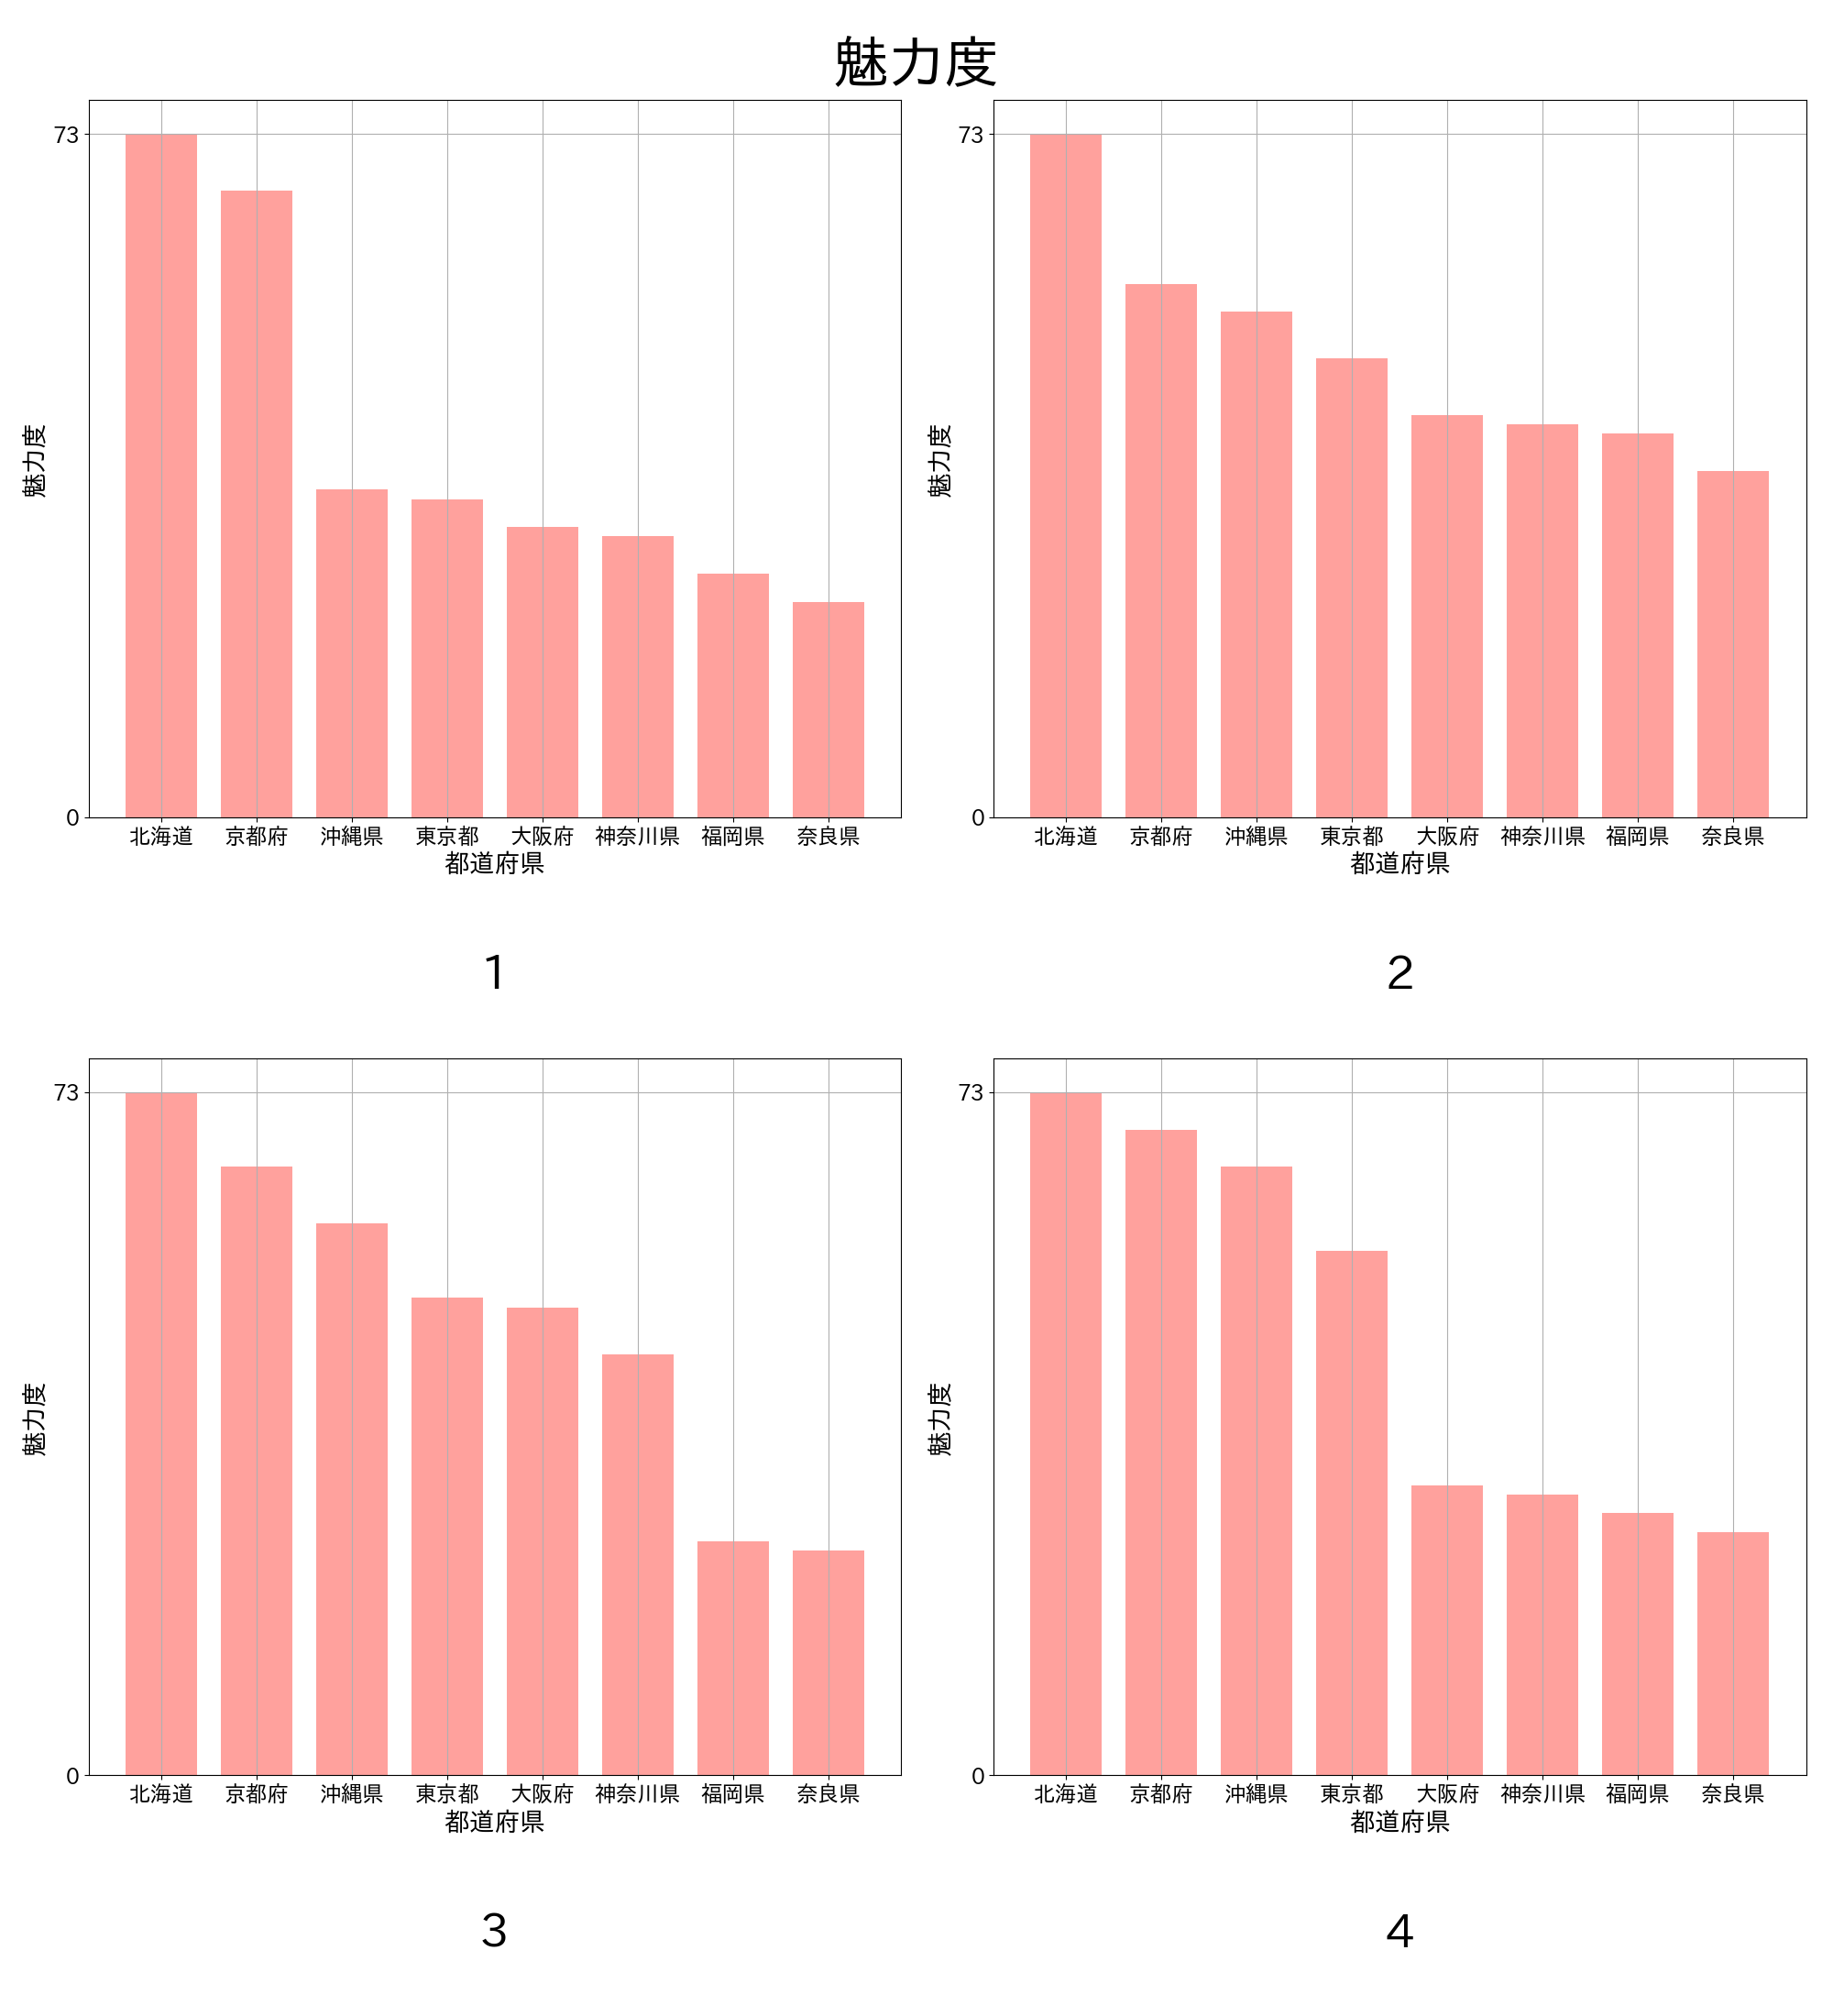 魅力度
73
0
魅力度
北海道 京都府 沖縄県 東京都 大阪府 神奈川県 福岡県 奈良県
都道府県
1
73
0
魅力度
北海道 京都府 沖縄県 東京都 大阪府 神奈川県 福岡県 奈良県
都道府県
2
73
0
魅力度
北海道 京都府 沖縄県 東京都 大阪府 神奈川県 福岡県 奈良県
都道府県
3
73
0
魅力度
北海道 京都府 沖縄県 東京都 大阪府 神奈川県 福岡県 奈良県
都道府県
4